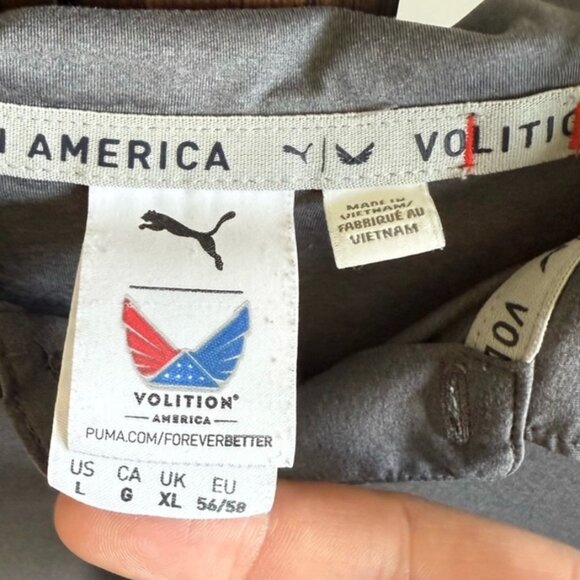 AMERICA
VOLITIO
MADE IN
VIETNAM/
FABRIQUÉ AU
VIETNAM
VOL
VOLITION®
AMERICA
PUMA.COM/FOREVERBETTER
US CA UK EU
L G XL 56/58